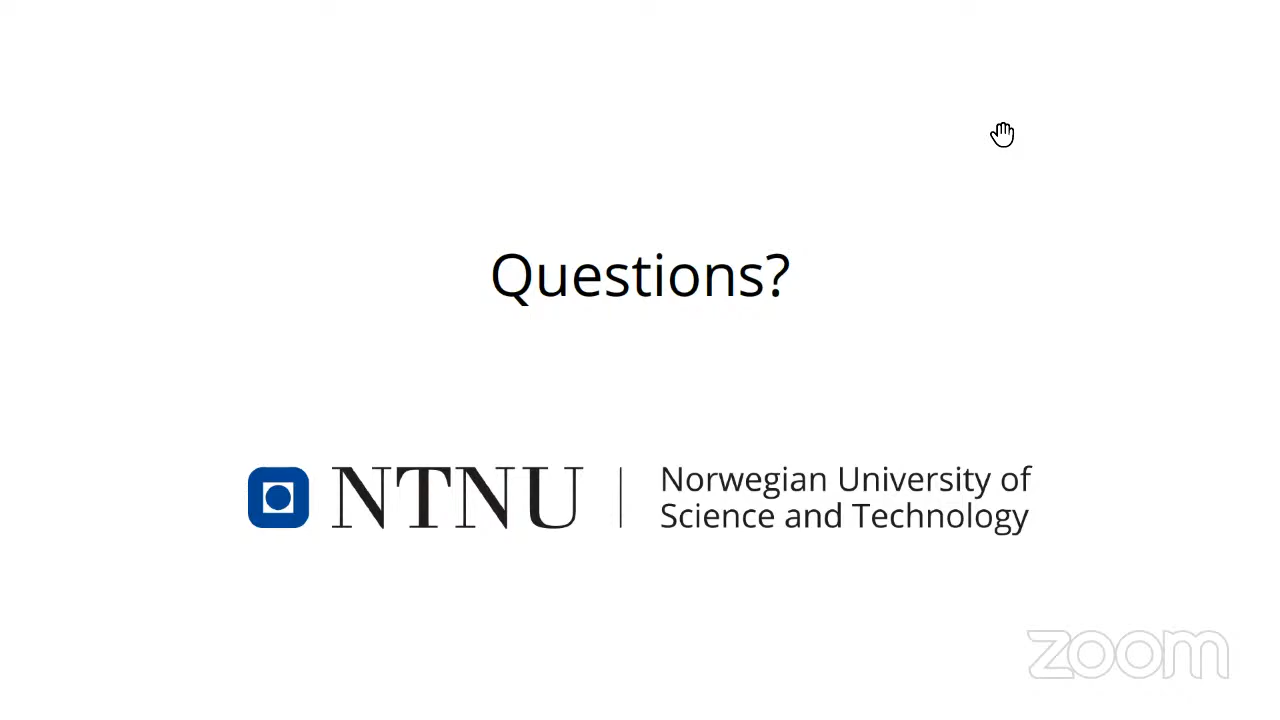 Questions?
NTNU
Norwegian University of
Science and Technology
zoom